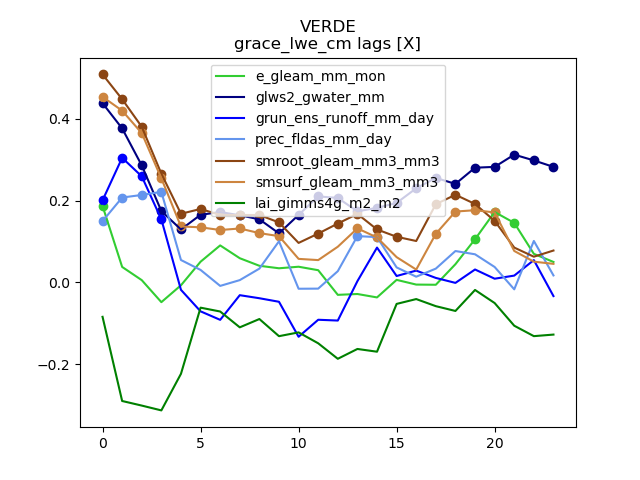 VERDE
grace_lwe_cm lags [X]
e_gleam_mm_mon
glws2_gwater_mm
grun_ens_runoff_mm_day
prec_fldas_mm_day
smroot_gleam_mm3_mm3
smsurf_gleam_mm3_mm3
lai_gimms4g_m2_m2
0.4
0.2
0.0
−0.2
0 5 10 15 20